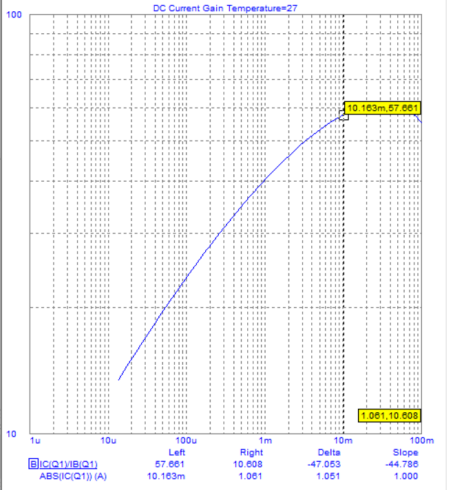 DC Current Gain Temperature=27
100
10.163m,57.661
1.061,10.608
10
1u 10u 100u 1m 10m 100m
Left Right Delta Slope
B IC(Q1)/IB(Q1) 57.661 10.608 -47.053 -44.786
ABS(IC(Q1)) (A) 10.163m 1.061 1.051 1.000